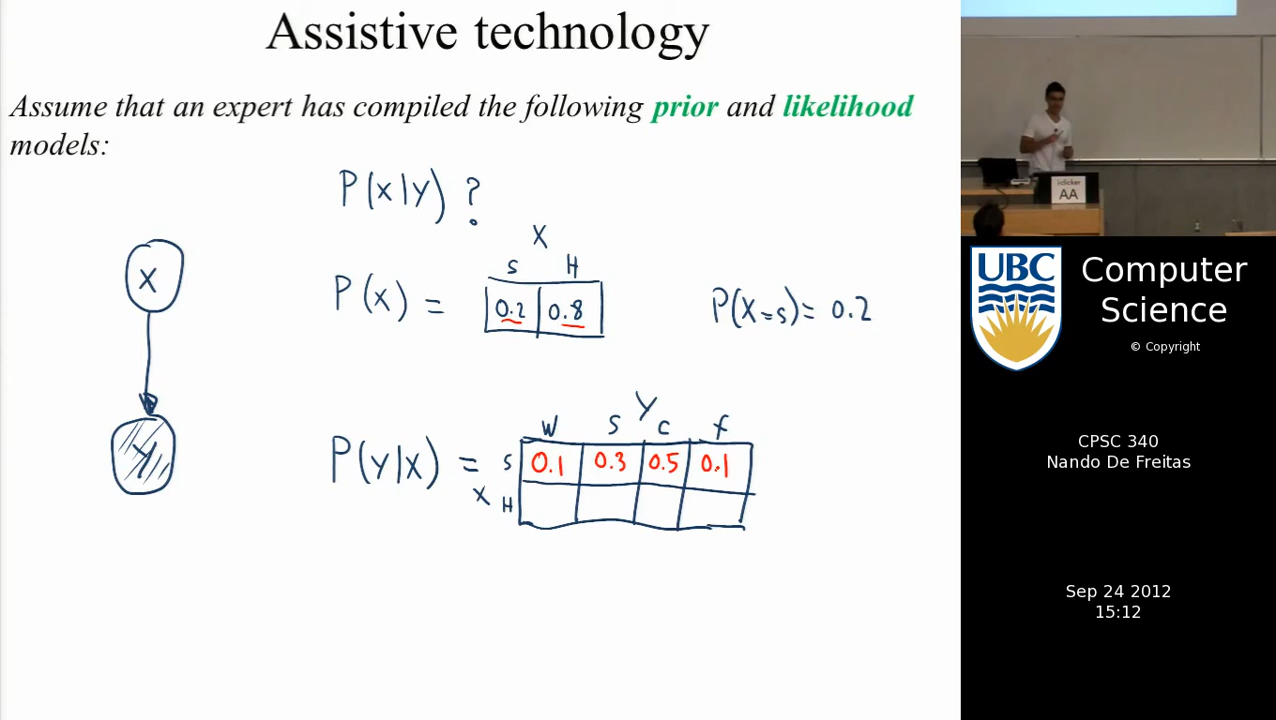 Assistive technology
Assume that an expert has compiled the following prior and likelihood
models:
P(x|y) ?
X
S H
P(x) = 0.2 0.8
P(X=s)= 0.2
X
Y
W S C f
P(y|x) = S 0.1 0.3 0.5 0.1
X H
Y
i>clicker
AA
UBC
Computer
Science
© Copyright
CPSC 340
Nando De Freitas
Sep 24 2012
15:12